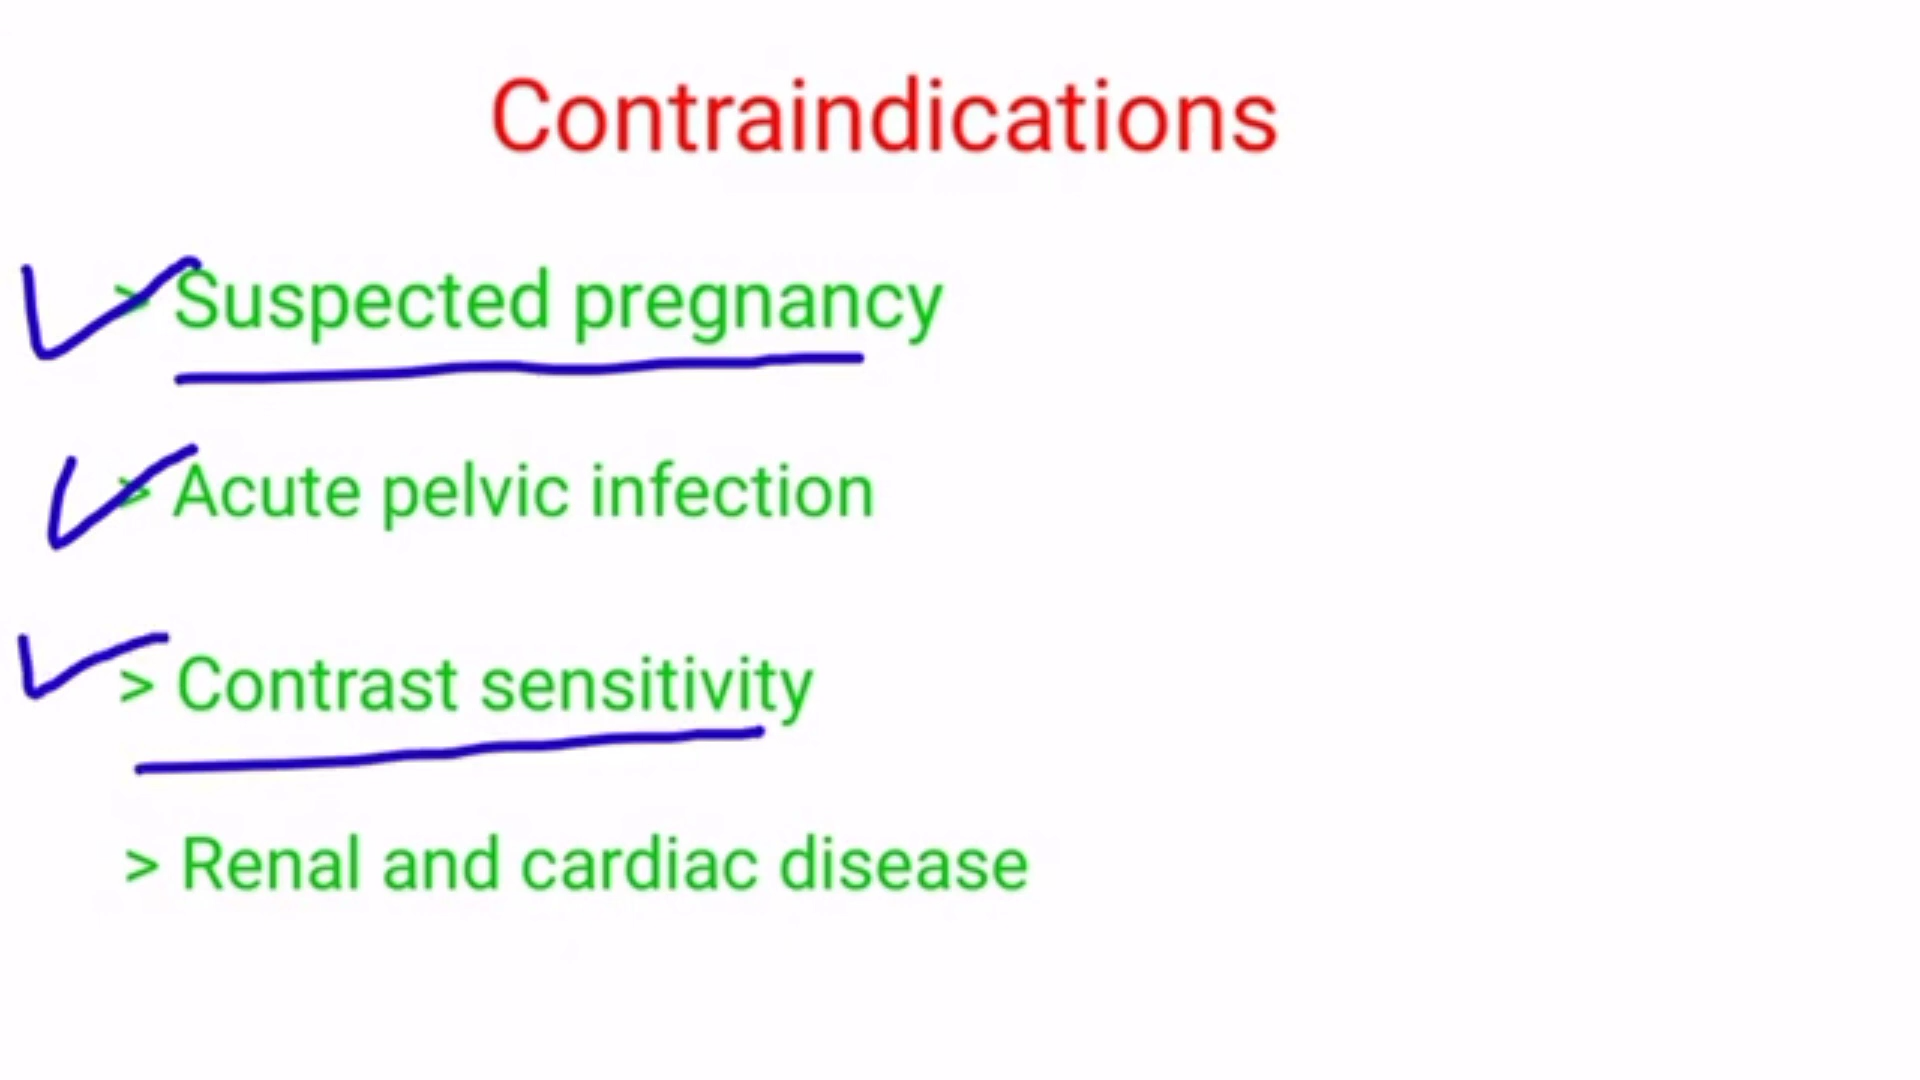 Contraindications
> Suspected pregnancy
> Acute pelvic infection
> Contrast sensitivity
> Renal and cardiac disease